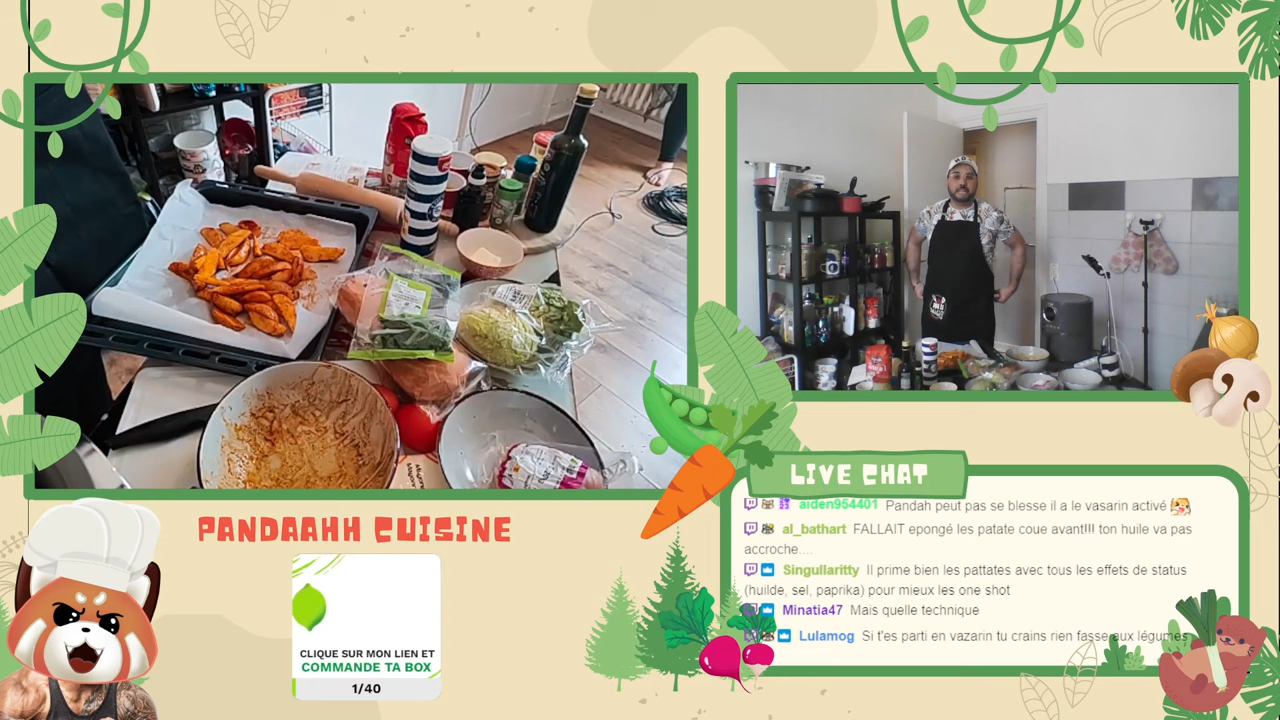 LIVE CHAT
aiden954401 Pandah peut pas se blesse il a le vasarin activé
al_bathart FALLAIT epongé les patate coue avant!!! ton huile va pas
accroche....
Singullaritty Il prime bien les pattates avec tous les effets de status
(huilde, sel, paprika) pour mieux les one shot
Minatia47 Mais quelle technique
Lulamog Si t'es parti en vazarin tu crains rien fasse aux légumes
PANDAAHH CUISINE
CLIQUE SUR MON LIEN ET
COMMANDE TA BOX
1/40